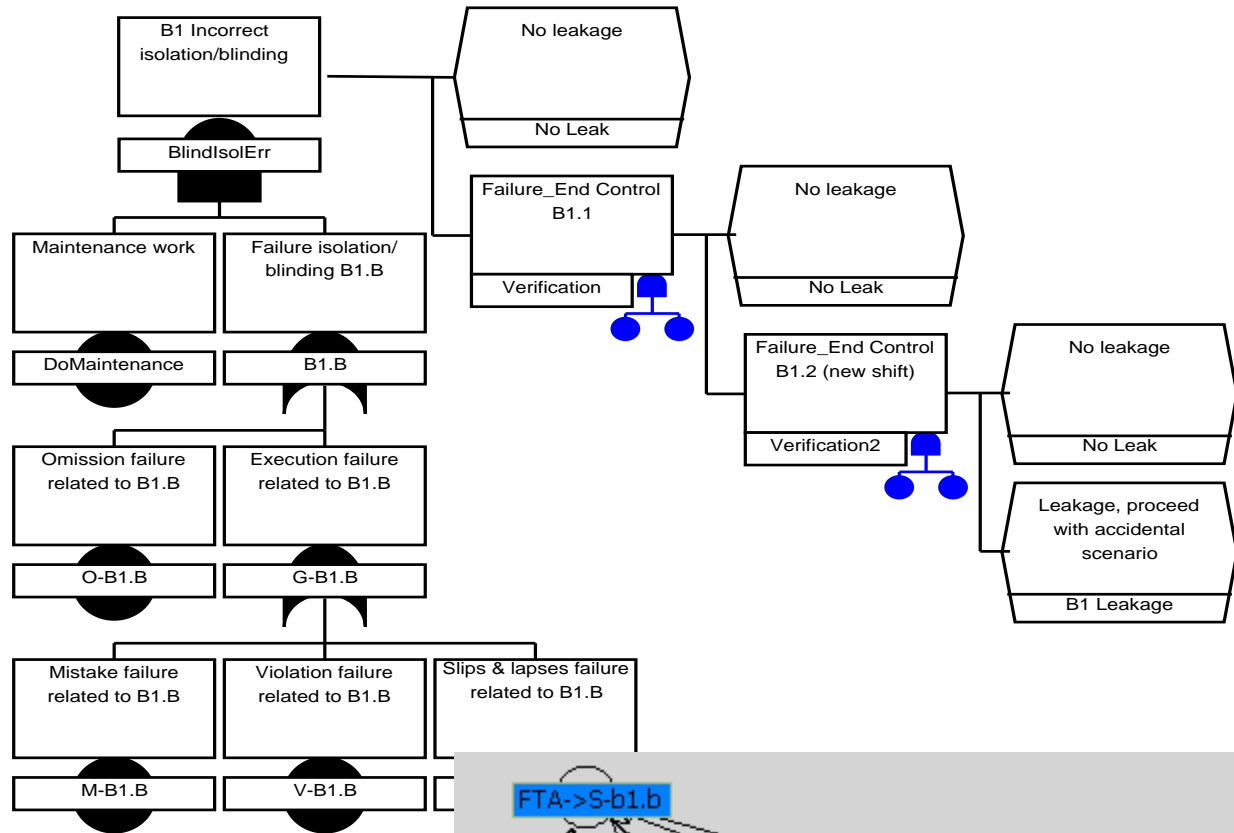 B1 Incorrect
isolation/blinding
BlindIsolErr
No leakage
No Leak
Failure_End Control
B1.1
Verification
No leakage
No Leak
Maintenance work
DoMaintenance
Failure isolation/
blinding B1.B
B1.B
Failure_End Control
B1.2 (new shift)
Verification2
No leakage
No Leak
Leakage, proceed
with accidental
scenario
B1 Leakage
Omission failure
related to B1.B
O-B1.B
Execution failure
related to B1.B
G-B1.B
Mistake failure
related to B1.B
M-B1.B
Violation failure
related to B1.B
V-B1.B
Slips & lapses failure
related to B1.B
FTA->S-b1.b